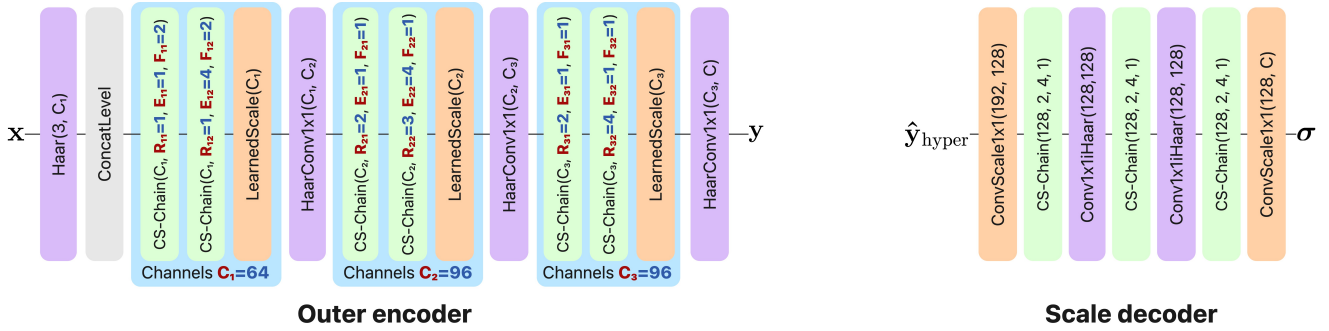 x
Haar(3, C₁)
ConcatLevel
CS-Chain(C₁, R₁₁=1, E₁₁=1, F₁₁=2)
CS-Chain(C₁, R₁₂=1, E₁₂=4, F₁₂=2)
LearnedScale(C₁)
Channels C₁=64
HaarConv1x1(C₁, C₂)
CS-Chain(C₂, R₂₁=2, E₂₁=1, F₂₁=1)
CS-Chain(C₂, R₂₂=3, E₂₂=4, F₂₂=1)
LearnedScale(C₂)
Channels C₂=96
HaarConv1x1(C₂, C₃)
CS-Chain(C₃, R₃₁=2, E₃₁=1, F₃₁=1)
CS-Chain(C₃, R₃₂=4, E₃₂=1, F₃₂=1)
LearnedScale(C₃)
Channels C₃=96
HaarConv1x1(C₃, C)
y
Outer encoder
ŷhyper
ConvScale1x1(192, 128)
CS-Chain(128, 2, 4, 1)
Conv1x1iHaar(128,128)
CS-Chain(128, 2, 4, 1)
Conv1x1iHaar(128, 128)
CS-Chain(128, 2, 4, 1)
ConvScale1x1(128, C)
σ
Scale decoder